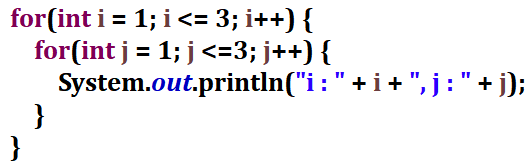 for(int i = 1; i <= 3; i++) {
for(int j = 1; j <=3; j++) {
System.out.println("i : " + i + ", j : " + j);
}
}